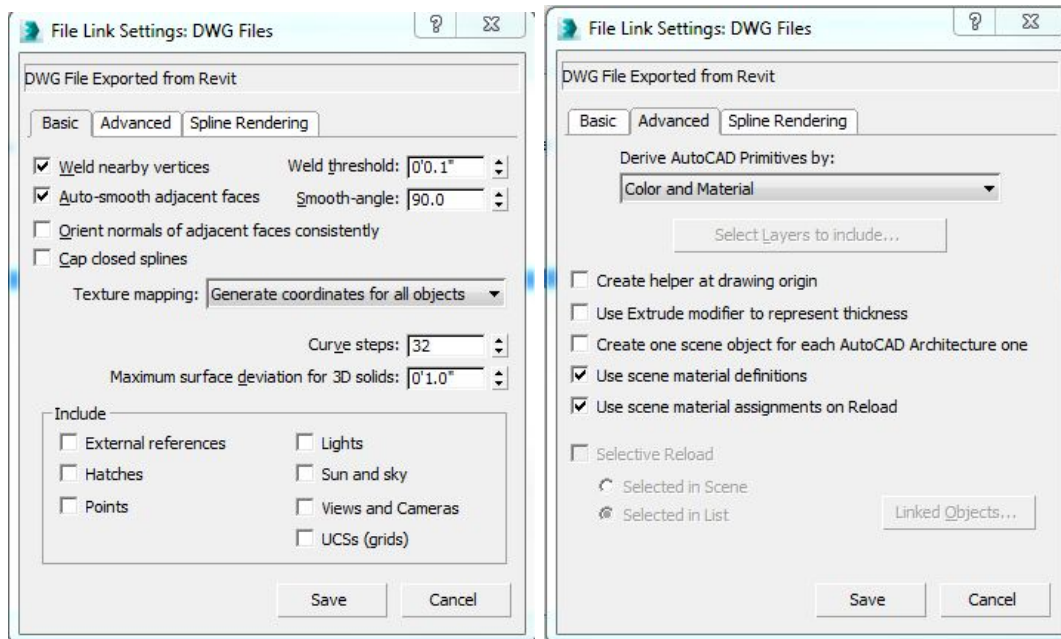 File Link Settings: DWG Files
DWG File Exported from Revit
Basic Advanced Spline Rendering
Weld nearby vertices Weld threshold: 0'0.1"
Auto-smooth adjacent faces Smooth-angle: 90.0
Orient normals of adjacent faces consistently
Cap closed splines
Texture mapping: Generate coordinates for all objects
Curve steps: 32
Maximum surface deviation for 3D solids: 0'1.0"
Include
External references Lights
Hatches Sun and sky
Points Views and Cameras
UCSs (grids)
Save Cancel
File Link Settings: DWG Files
DWG File Exported from Revit
Basic Advanced Spline Rendering
Derive AutoCAD Primitives by:
Color and Material
Select Layers to include...
Create helper at drawing origin
Use Extrude modifier to represent thickness
Create one scene object for each AutoCAD Architecture one
Use scene material definitions
Use scene material assignments on Reload
Selective Reload
Selected in Scene
Selected in List Linked Objects...
Save Cancel